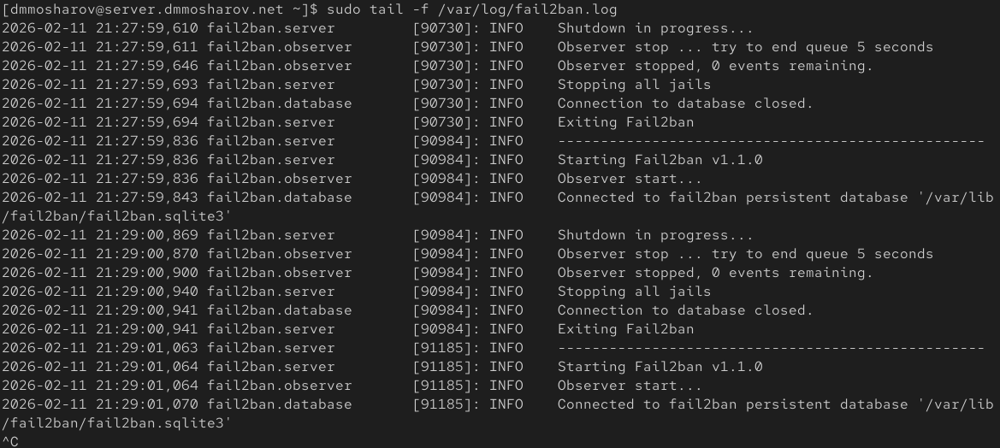 [dmmosharov@server.dmmosharov.net ~]$ sudo tail -f /var/log/fail2ban.log
2026-02-11 21:27:59,610 fail2ban.server         [90730]: INFO    Shutdown in progress...
2026-02-11 21:27:59,611 fail2ban.observer       [90730]: INFO    Observer stop ... try to end queue 5 seconds
2026-02-11 21:27:59,646 fail2ban.observer       [90730]: INFO    Observer stopped, 0 events remaining.
2026-02-11 21:27:59,693 fail2ban.server         [90730]: INFO    Stopping all jails
2026-02-11 21:27:59,694 fail2ban.database       [90730]: INFO    Connection to database closed.
2026-02-11 21:27:59,694 fail2ban.server         [90730]: INFO    Exiting Fail2ban
2026-02-11 21:27:59,836 fail2ban.server         [90984]: INFO    --------------------------------------------------
2026-02-11 21:27:59,836 fail2ban.server         [90984]: INFO    Starting Fail2ban v1.1.0
2026-02-11 21:27:59,836 fail2ban.observer       [90984]: INFO    Observer start...
2026-02-11 21:27:59,843 fail2ban.database       [90984]: INFO    Connected to fail2ban persistent database '/var/lib
/fail2ban/fail2ban.sqlite3'
2026-02-11 21:29:00,869 fail2ban.server         [90984]: INFO    Shutdown in progress...
2026-02-11 21:29:00,870 fail2ban.observer       [90984]: INFO    Observer stop ... try to end queue 5 seconds
2026-02-11 21:29:00,900 fail2ban.observer       [90984]: INFO    Observer stopped, 0 events remaining.
2026-02-11 21:29:00,940 fail2ban.server         [90984]: INFO    Stopping all jails
2026-02-11 21:29:00,941 fail2ban.database       [90984]: INFO    Connection to database closed.
2026-02-11 21:29:00,941 fail2ban.server         [90984]: INFO    Exiting Fail2ban
2026-02-11 21:29:01,063 fail2ban.server         [91185]: INFO    --------------------------------------------------
2026-02-11 21:29:01,064 fail2ban.server         [91185]: INFO    Starting Fail2ban v1.1.0
2026-02-11 21:29:01,064 fail2ban.observer       [91185]: INFO    Observer start...
2026-02-11 21:29:01,070 fail2ban.database       [91185]: INFO    Connected to fail2ban persistent database '/var/lib
/fail2ban/fail2ban.sqlite3'
^C